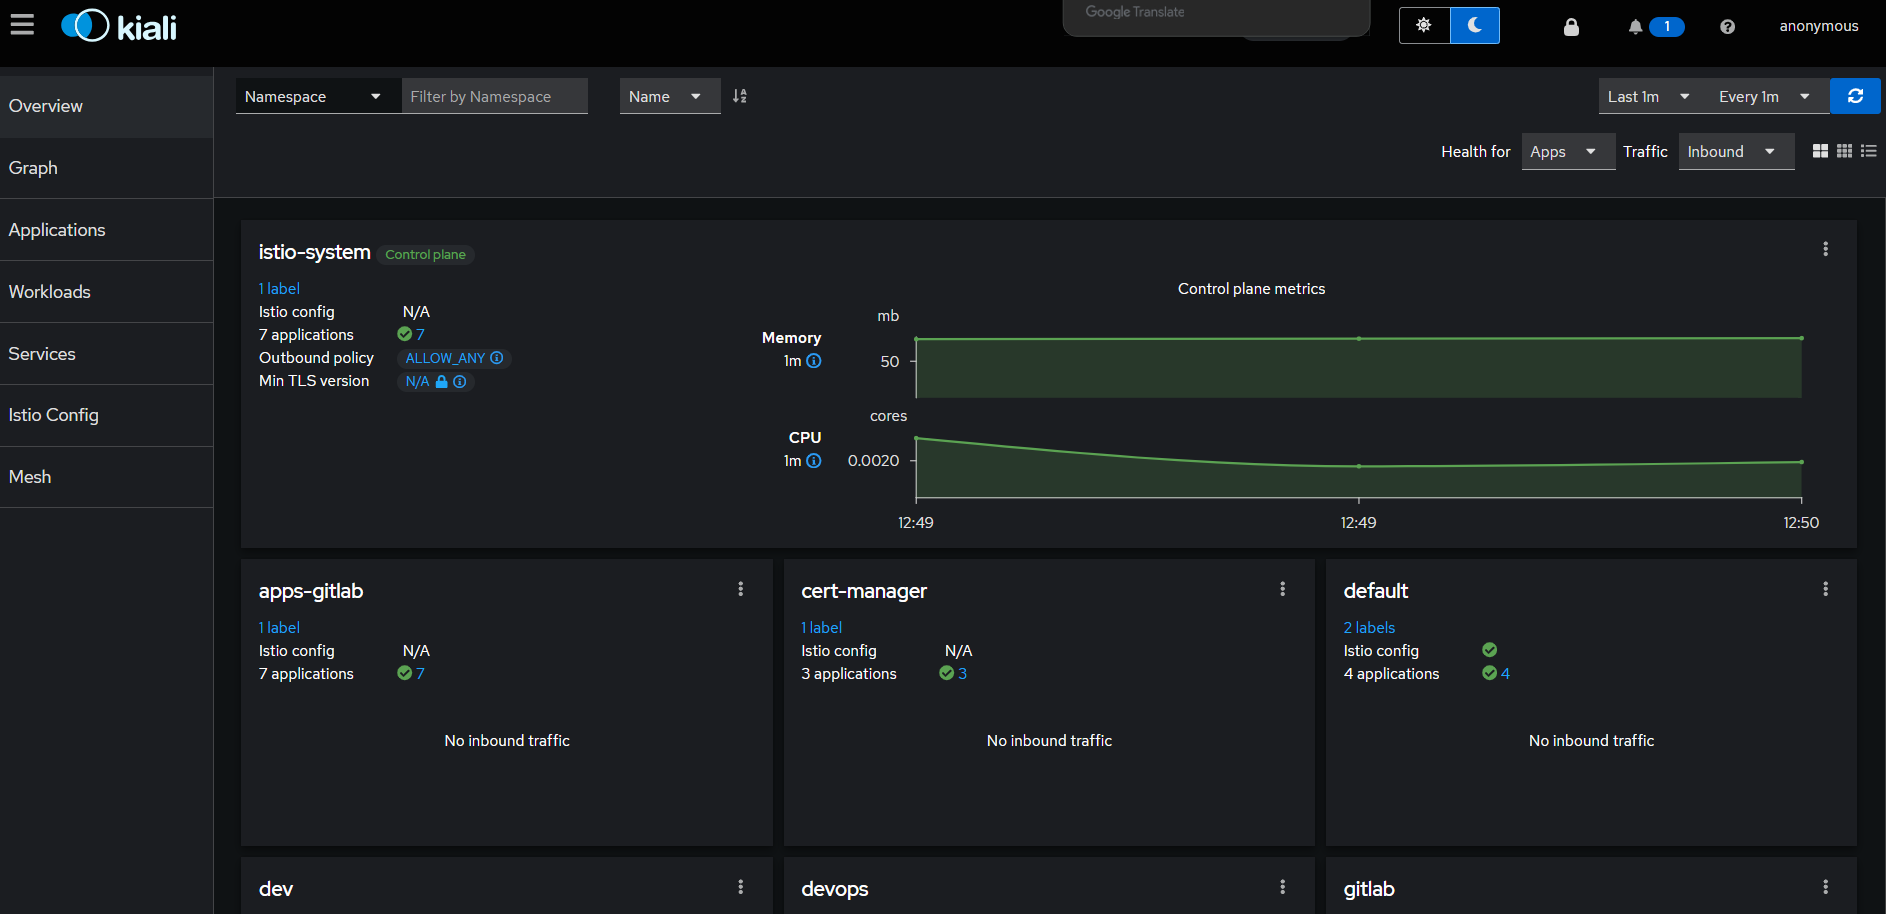 kiali
Google Translate
1
anonymous
Overview
Graph
Applications
Workloads
Services
Istio Config
Mesh
Namespace
Filter by Namespace
Name
Last 1m
Every 1m
Health for
Apps
Traffic
Inbound
istio-system Control plane
1 label
Istio config N/A
7 applications 7
Outbound policy ALLOW_ANY
Min TLS version N/A
Control plane metrics
mb
Memory
1m
50
cores
CPU
1m
0.0020
12:49 12:49 12:50
apps-gitlab
1 label
Istio config N/A
7 applications 7
No inbound traffic
cert-manager
1 label
Istio config N/A
3 applications 3
No inbound traffic
default
2 labels
Istio config
4 applications 4
No inbound traffic
dev
devops
gitlab